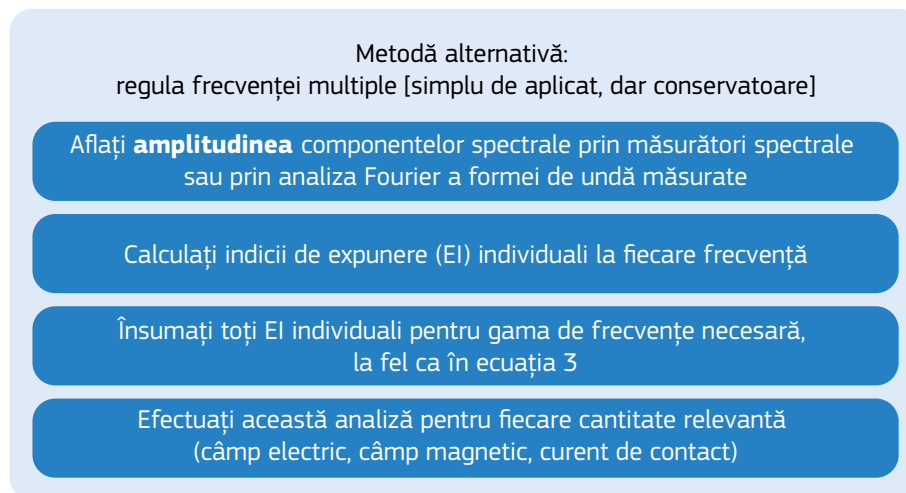 Metodă alternativă:
regula frecvenței multiple [simplu de aplicat, dar conservatoare]
Aflați amplitudinea componentelor spectrale prin măsurători spectrale
sau prin analiza Fourier a formei de undă măsurate
Calculați indicii de expunere (EI) individuali la fiecare frecvență
Însumați toți EI individuali pentru gama de frecvențe necesară,
la fel ca în ecuația 3
Efectuați această analiză pentru fiecare cantitate relevantă
(câmp electric, câmp magnetic, curent de contact)